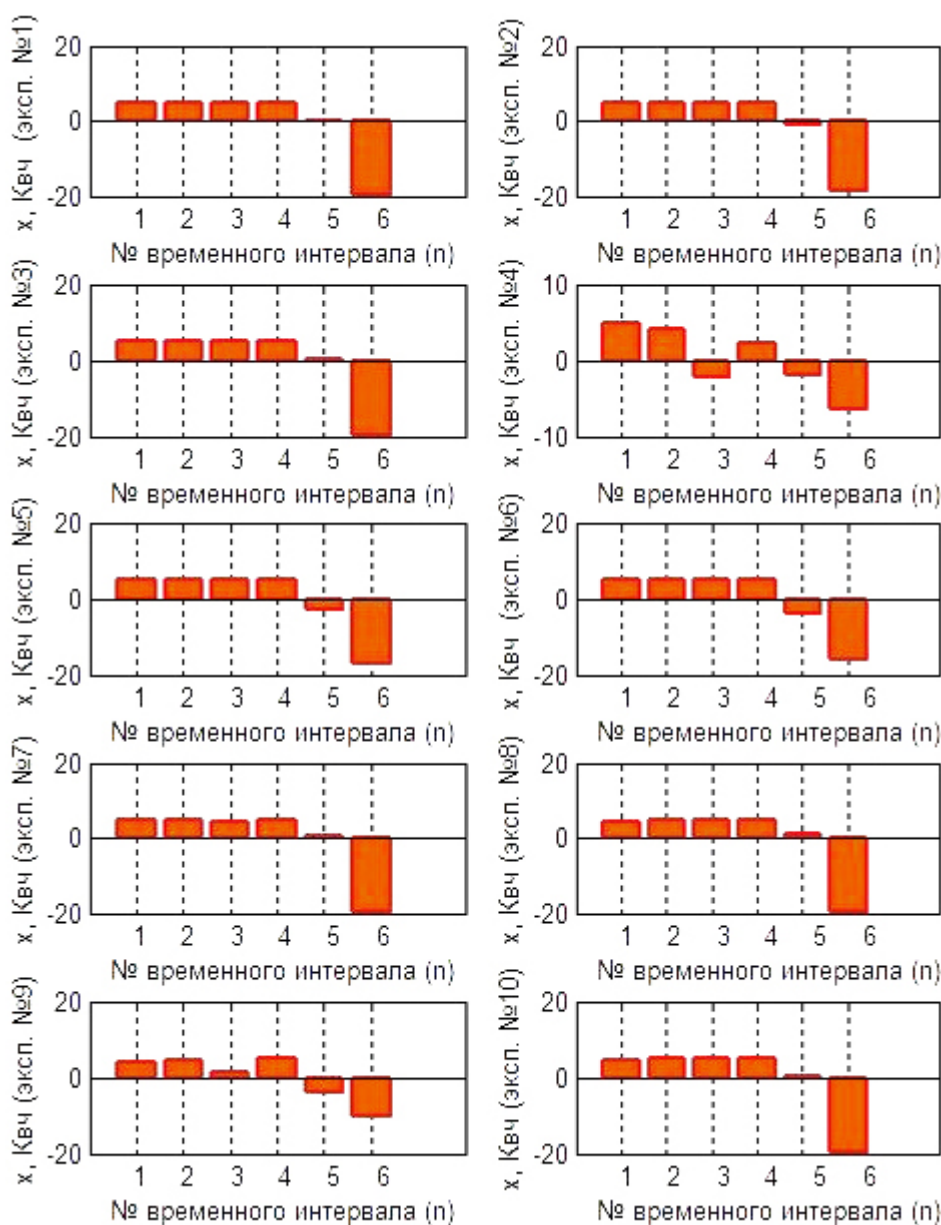 x, Квч (эксп. №1)
20
0
-20
1 2 3 4 5 6
№ временного интервала (n)
x, Квч (эксп. №2)
20
0
-20
1 2 3 4 5 6
№ временного интервала (n)
x, Квч (эксп. №3)
20
0
-20
1 2 3 4 5 6
№ временного интервала (n)
x, Квч (эксп. №4)
10
0
-10
1 2 3 4 5 6
№ временного интервала (n)
x, Квч (эксп. №5)
20
0
-20
1 2 3 4 5 6
№ временного интервала (n)
x, Квч (эксп. №6)
20
0
-20
1 2 3 4 5 6
№ временного интервала (n)
x, Квч (эксп. №7)
20
0
-20
1 2 3 4 5 6
№ временного интервала (n)
x, Квч (эксп. №8)
20
0
-20
1 2 3 4 5 6
№ временного интервала (n)
x, Квч (эксп. №9)
20
0
-20
1 2 3 4 5 6
№ временного интервала (n)
x, Квч (эксп. №10)
20
0
-20
1 2 3 4 5 6
№ временного интервала (n)